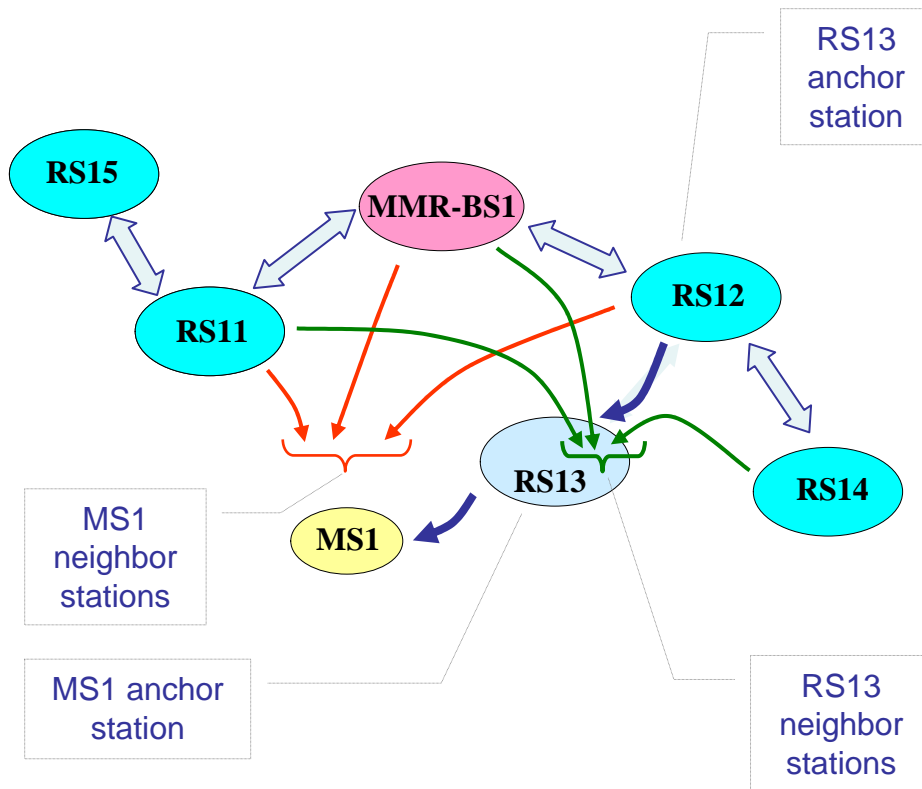 RS13
anchor
station
RS15
MMR-BS1
RS12
RS11
RS13
RS14
MS1
MS1
neighbor
stations
MS1 anchor
station
RS13
neighbor
stations